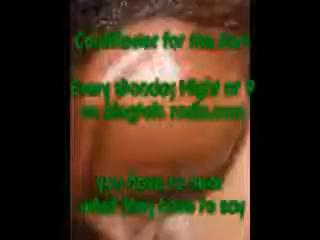 Cauliflower for the
Every Monday Night at 9
on blogtalk radio.com
you have to hear
what they have to say